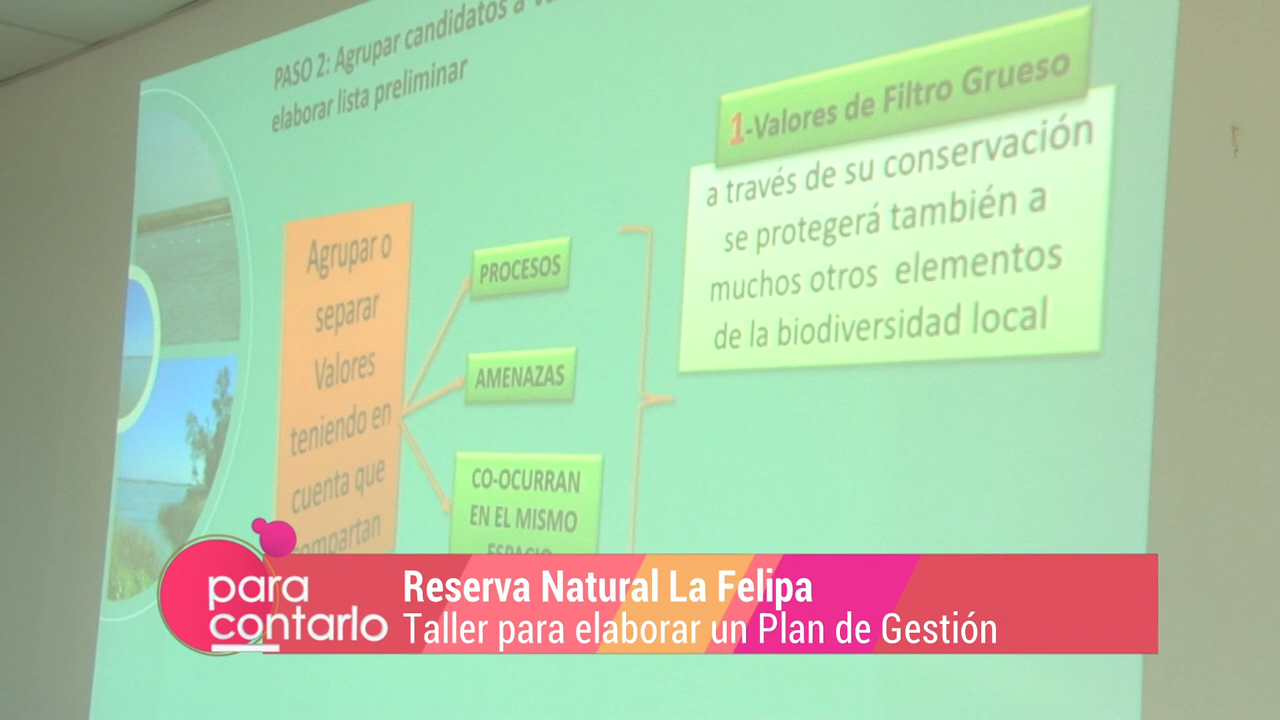 PASO 2: Agrupar candidatos a
elaborar lista preliminar
1-Valores de Filtro Grueso
a través de su conservación
se protegerá también a
muchos otros elementos
de la biodiversidad local
Agrupar o
separar
Valores
teniendo en
cuenta que
compartan
PROCESOS
AMENAZAS
CO-OCURRAN
EN EL MISMO
ESPACIO
para
contarlo
Reserva Natural La Felipa
Taller para elaborar un Plan de Gestión